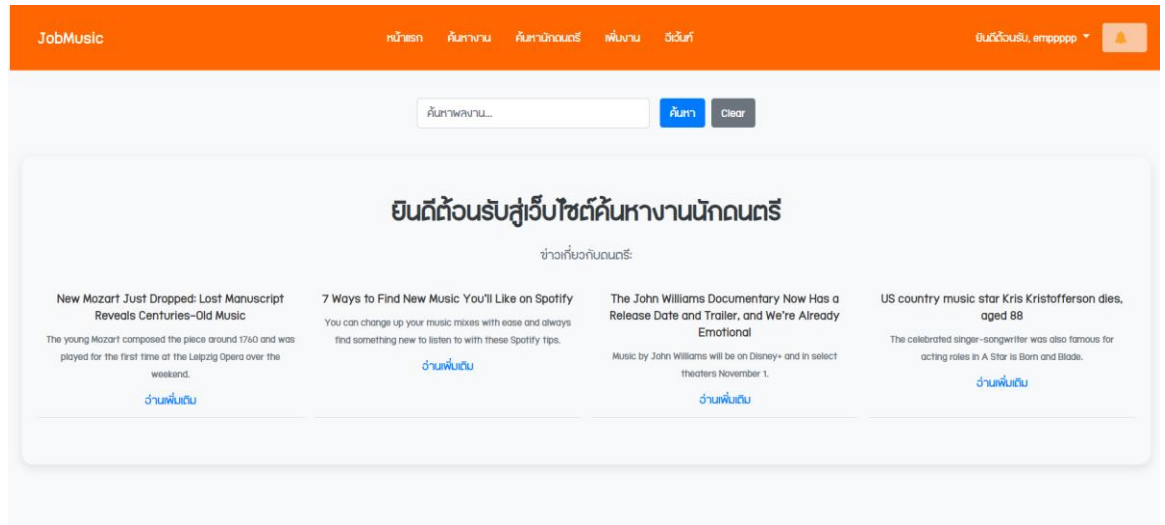 JobMusic
หน้าแรก ค้นหางาน ค้นหานักดนตรี เพิ่มงาน อีเว้นท์
ยินดีต้อนรับ, emppppp
ค้นหาผลงาน...
ค้นหา
Clear
ยินดีต้อนรับสู่เว็บไซต์ค้นหางานนักดนตรี
ข่าวเกี่ยวกับดนตรี:
New Mozart Just Dropped: Lost Manuscript
Reveals Centuries-Old Music
The young Mozart composed the piece around 1760 and was
played for the first time at the Leipzig Opera over the
weekend.
อ่านเพิ่มเติม
7 Ways to Find New Music You'll Like on Spotify
You can change up your music mixes with ease and always
find something new to listen to with these Spotify tips.
อ่านเพิ่มเติม
The John Williams Documentary Now Has a
Release Date and Trailer, and We're Already
Emotional
Music by John Williams will be on Disney+ and in select
theaters November 1.
อ่านเพิ่มเติม
US country music star Kris Kristofferson dies,
aged 88
The celebrated singer-songwriter was also famous for
acting roles in A Star is Born and Blade.
อ่านเพิ่มเติม